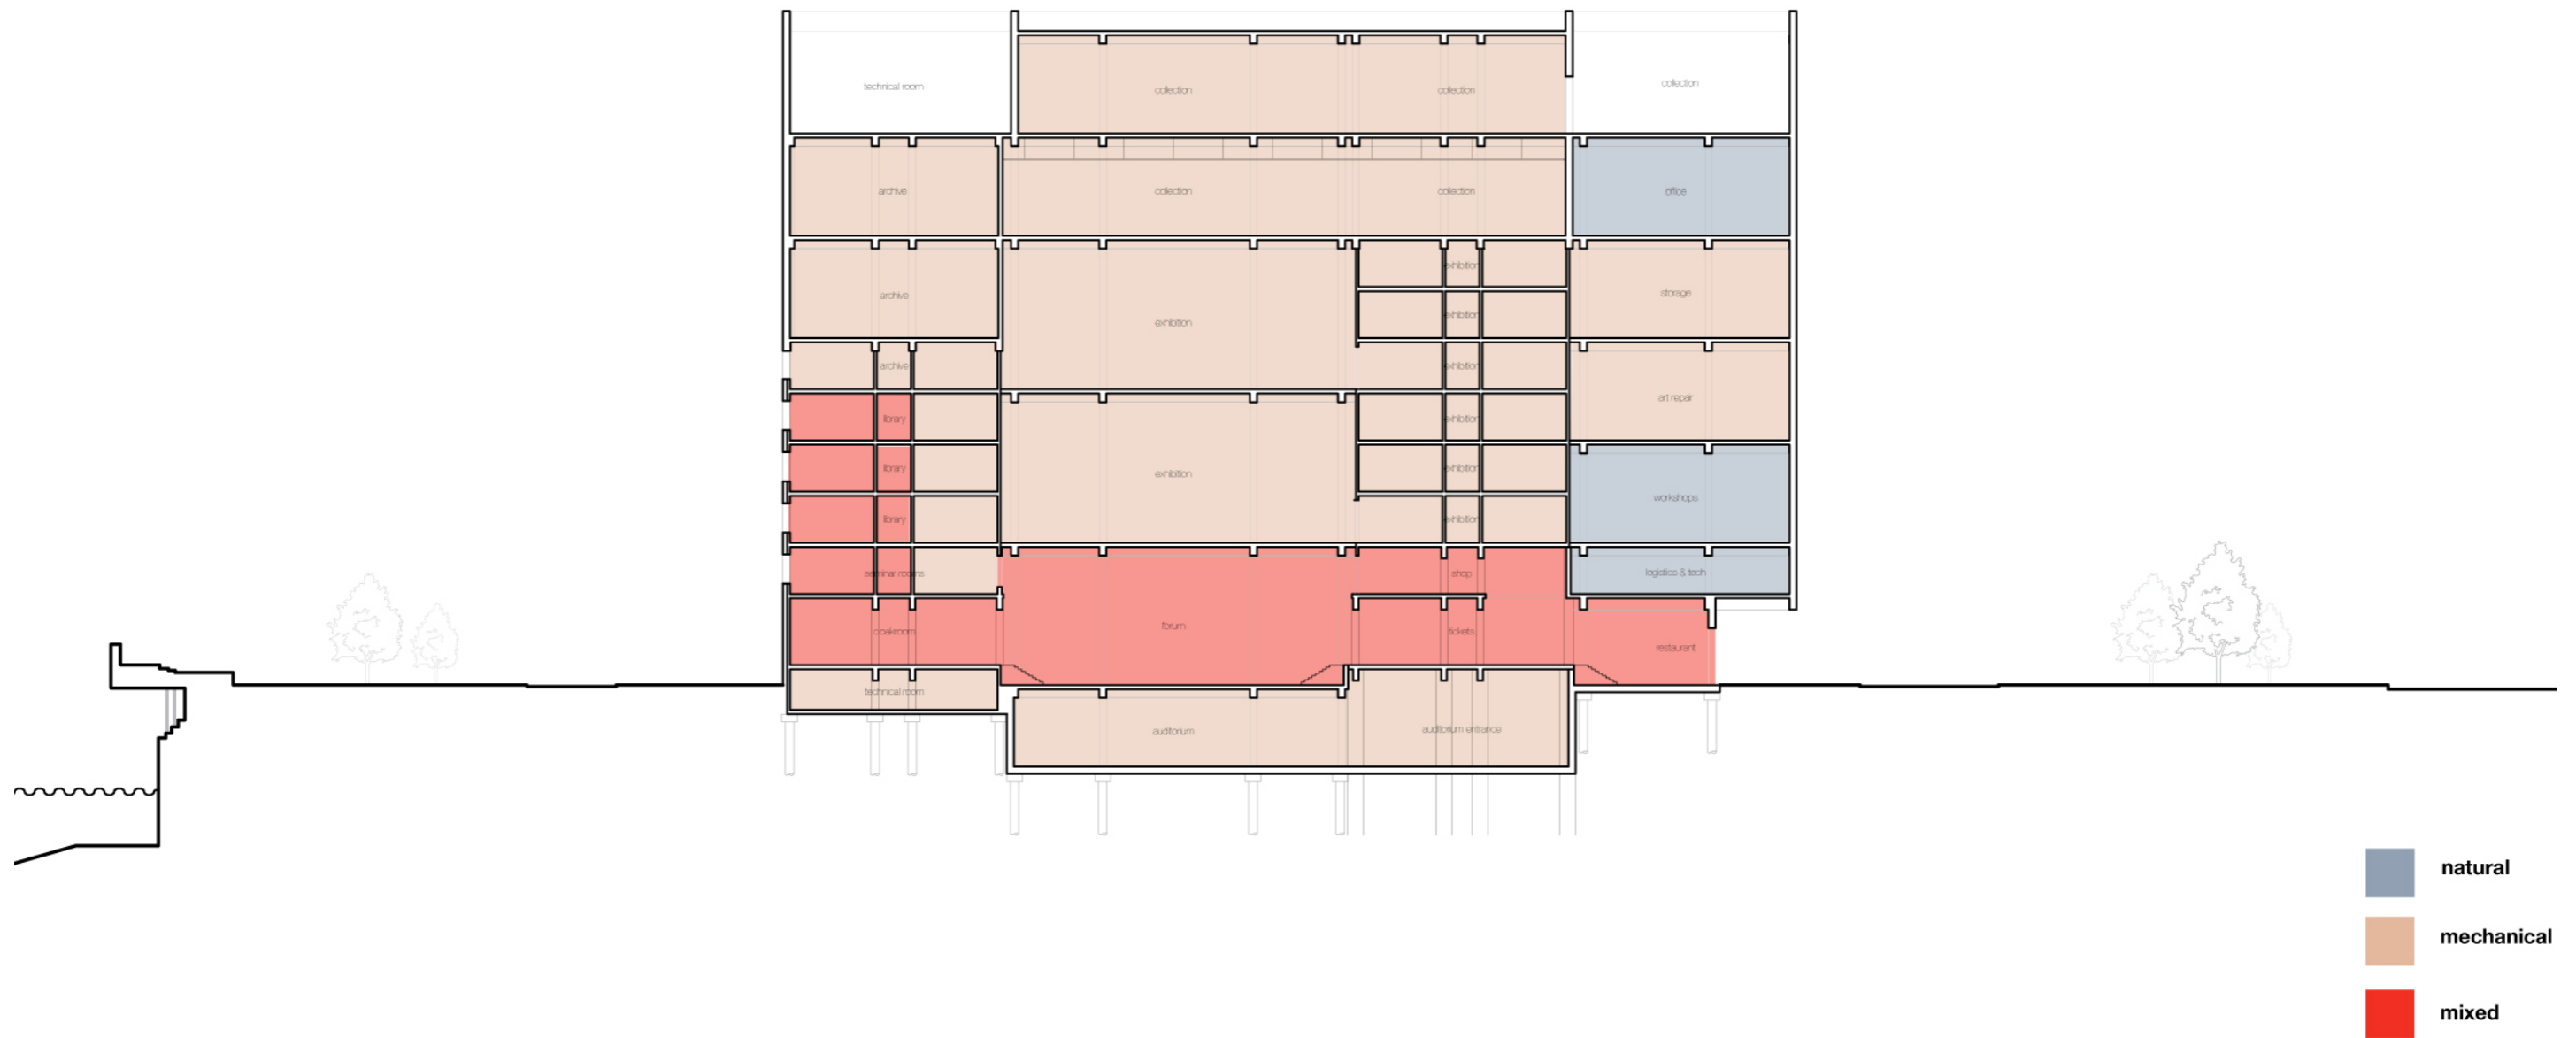 technical room
collection
collection
collection
archive
collection
collection
office
exhibition
archive
storage
exhibition
exhibition
archive
exhibition
art repair
library
exhibition
library
exhibition
exhibition
workshops
library
exhibition
seminar rooms
shop
logistics & tech
cloakroom
forum
tickets
restaurant
technical room
auditorium
auditorium entrance
natural
mechanical
mixed